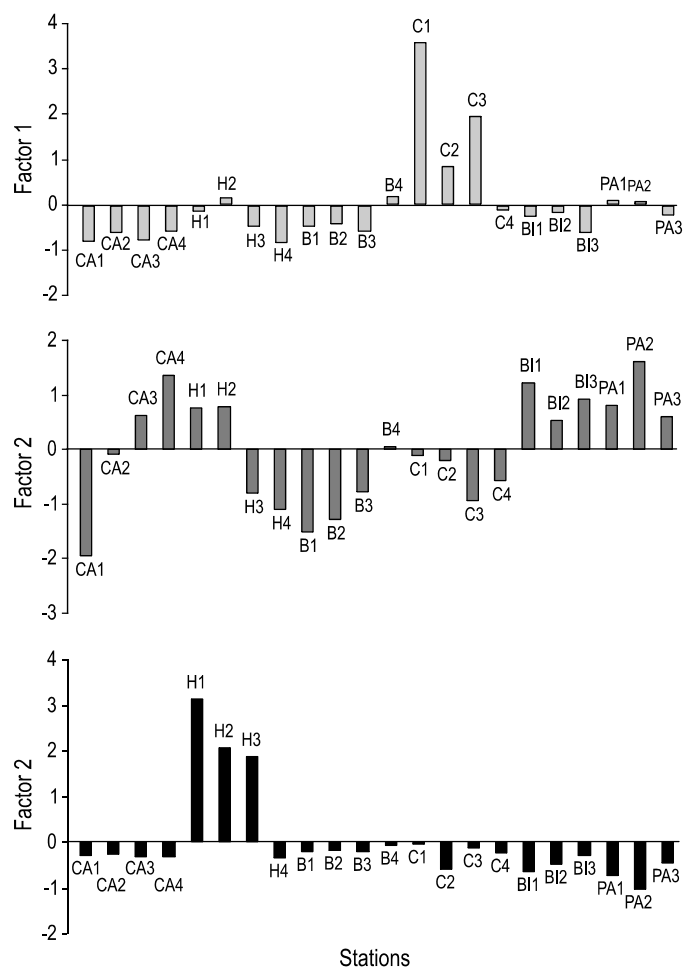 4
C1
3
2
C3
1
C2
H2
B4
PA1
PA2
0
H1
C4
BI1
BI2
PA3
CA1
CA2
CA3
CA4
H3
H4
B1
B2
B3
BI3
-1
-2
Factor 1
2
CA4
PA2
BI1
1
CA3
H1
H2
BI2
BI3
PA1
PA3
B4
0
CA2
C1
C2
-1
H3
H4
B1
B2
B3
C3
C4
-2
CA1
-3
Factor 2
4
H1
3
H2
H3
2
1
0
CA1
CA2
CA3
CA4
H4
B1
B2
B3
B4
C1
C2
C3
C4
BI1
BI2
BI3
PA1
PA2
PA3
-1
-2
Factor 2
Stations